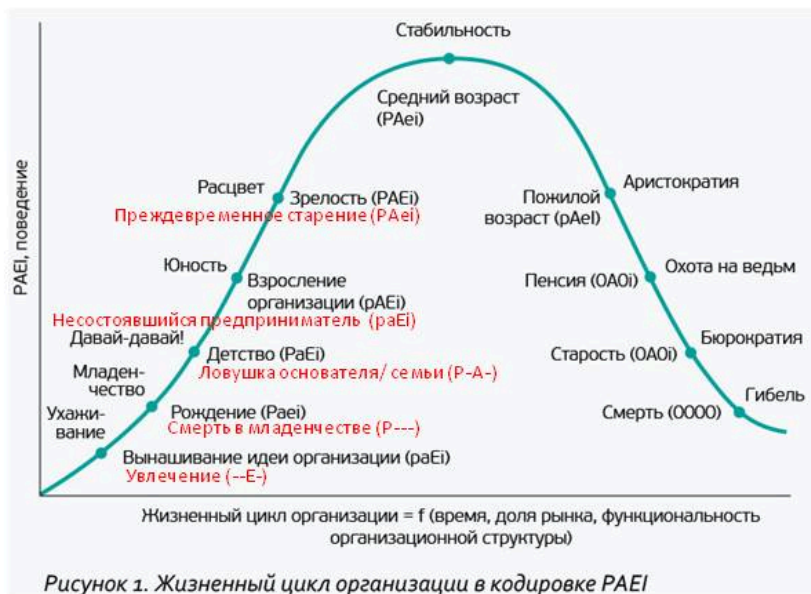 Стабильность
Средний возраст
(PAei)
Расцвет
Зрелость (PAEi)
Преждевременное старение (PAei)
Пожилой
возраст (pAeI)
Аристократия
PAEI, поведение
Юность
Взросление
организации (pAEi)
Пенсия (0A0i)
Охота на ведьм
Несостоявшийся предприниматель (paEi)
Давай-давай!
Детство (PaEi)
Ловушка основателя/ семьи (P-A-)
Старость (0A0i)
Бюрократия
Младен-
чество
Рождение (Paei)
Смерть в младенчестве (P---)
Смерть (0000)
Гибель
Ухажи-
вание
Вынашивание идеи организации (paEi)
Увлечение (--E-)
Жизненный цикл организации = f (время, доля рынка, функциональность
организационной структуры)
Рисунок 1. Жизненный цикл организации в кодировке PAEI